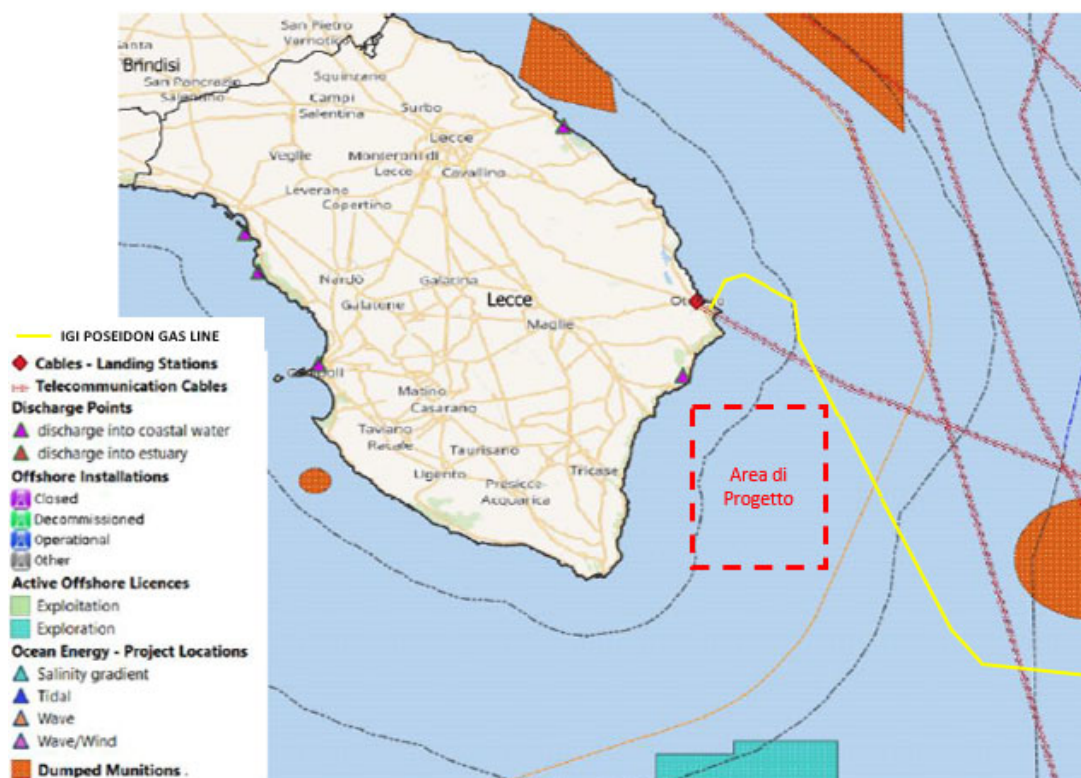 San Pietro
Vernotico
Brindisi
San Pancrazio
Salentino
Squinzano
Campi
Salentina
Surbo
Lecce
Veglie
Monteroni di
Lecce
Cavallino
Leverano
Copertino
Nardò
Galatina
Galatone
Lecce
Maglie
Matino
Casarano
Taviano
Racale
Taurisano
Ugento
Tricase
Presicce-
Acquarica
Area di
Progetto
IGI POSEIDON GAS LINE
Cables - Landing Stations
Telecommunication Cables
Discharge Points
discharge into coastal water
discharge into estuary
Offshore Installations
Closed
Decommissioned
Operational
Other
Active Offshore Licences
Exploitation
Exploration
Ocean Energy - Project Locations
Salinity gradient
Tidal
Wave
Wave/Wind
Dumped Munitions .